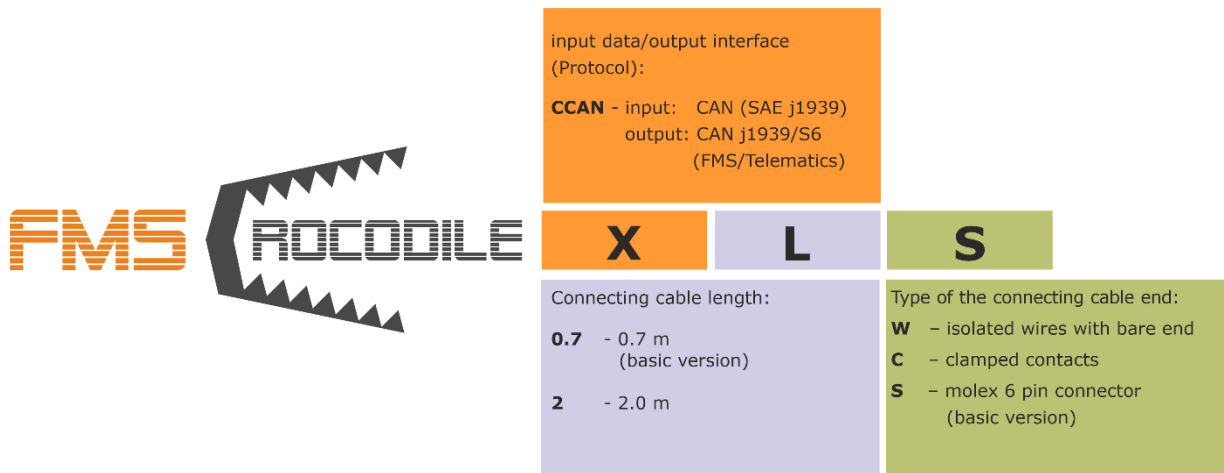 input data/output interface
(Protocol):
CCAN - input: CAN (SAE j1939)
output: CAN j1939/S6
(FMS/Telematics)
FMS CROCODILE X L S
Connecting cable length:
0.7 - 0.7 m
(basic version)
2 - 2.0 m
Type of the connecting cable end:
W – isolated wires with bare end
C – clamped contacts
S – molex 6 pin connector
(basic version)